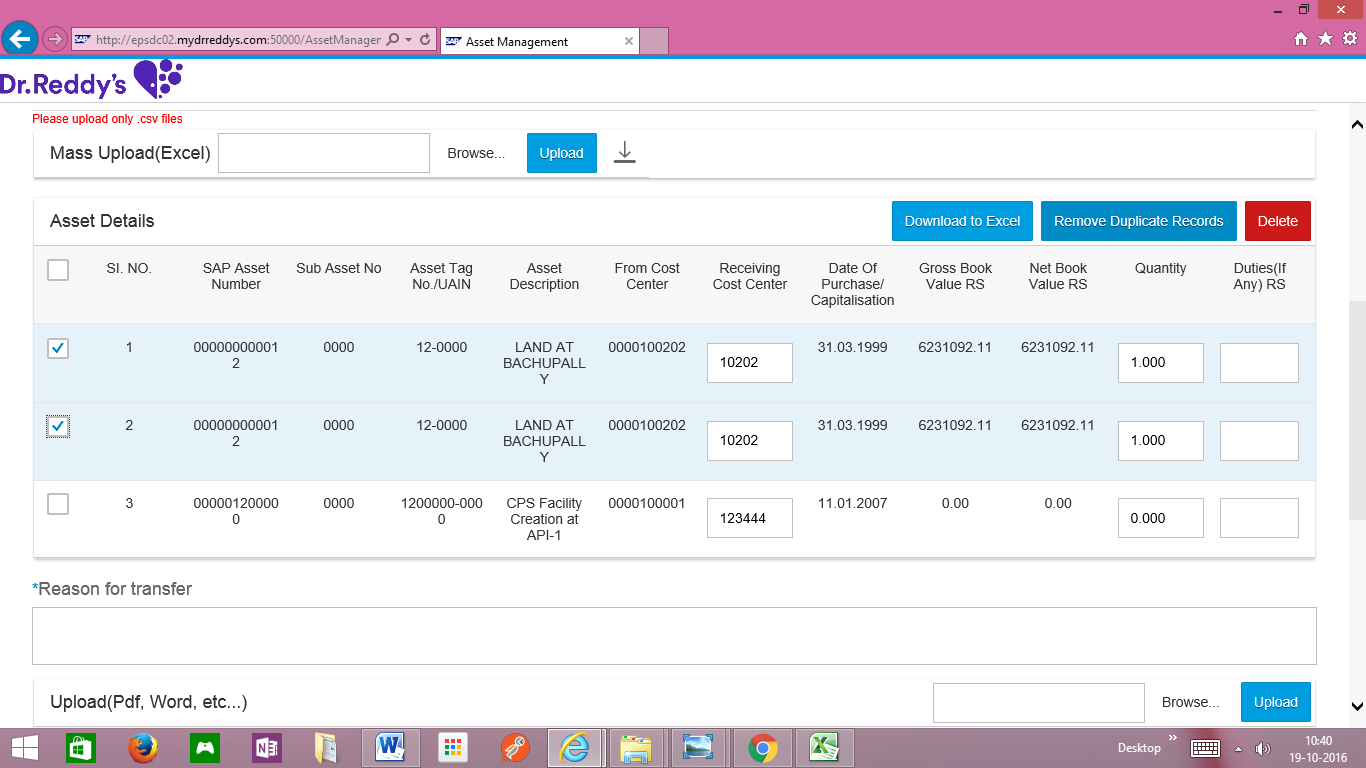 http://epsdc02.mydrreddys.com:50000/AssetManager
SAP Asset Management
Dr.Reddy's
Please upload only .csv files
Mass Upload(Excel) Browse... Upload
Asset Details Download to Excel Remove Duplicate Records Delete
SI. NO. SAP Asset Sub Asset No Asset Tag Asset From Cost Receiving Date Of Gross Book Net Book Quantity Duties(If
Number No./UAIN Description Center Cost Center Purchase/ Value RS Value RS Any) RS
Capitalisation
1 00000000001 0000 12-0000 LAND AT 0000100202 10202 31.03.1999 6231092.11 6231092.11 1.000
2 BACHUPALL
Y
2 00000000001 0000 12-0000 LAND AT 0000100202 10202 31.03.1999 6231092.11 6231092.11 1.000
2 BACHUPALL
Y
3 00000120000 0000 1200000-000 CPS Facility 0000100001 123444 11.01.2007 0.00 0.00 0.000
0 0 Creation at
API-1
*Reason for transfer
Upload(Pdf, Word, etc...) Browse... Upload
Desktop 10:40
19-10-2016